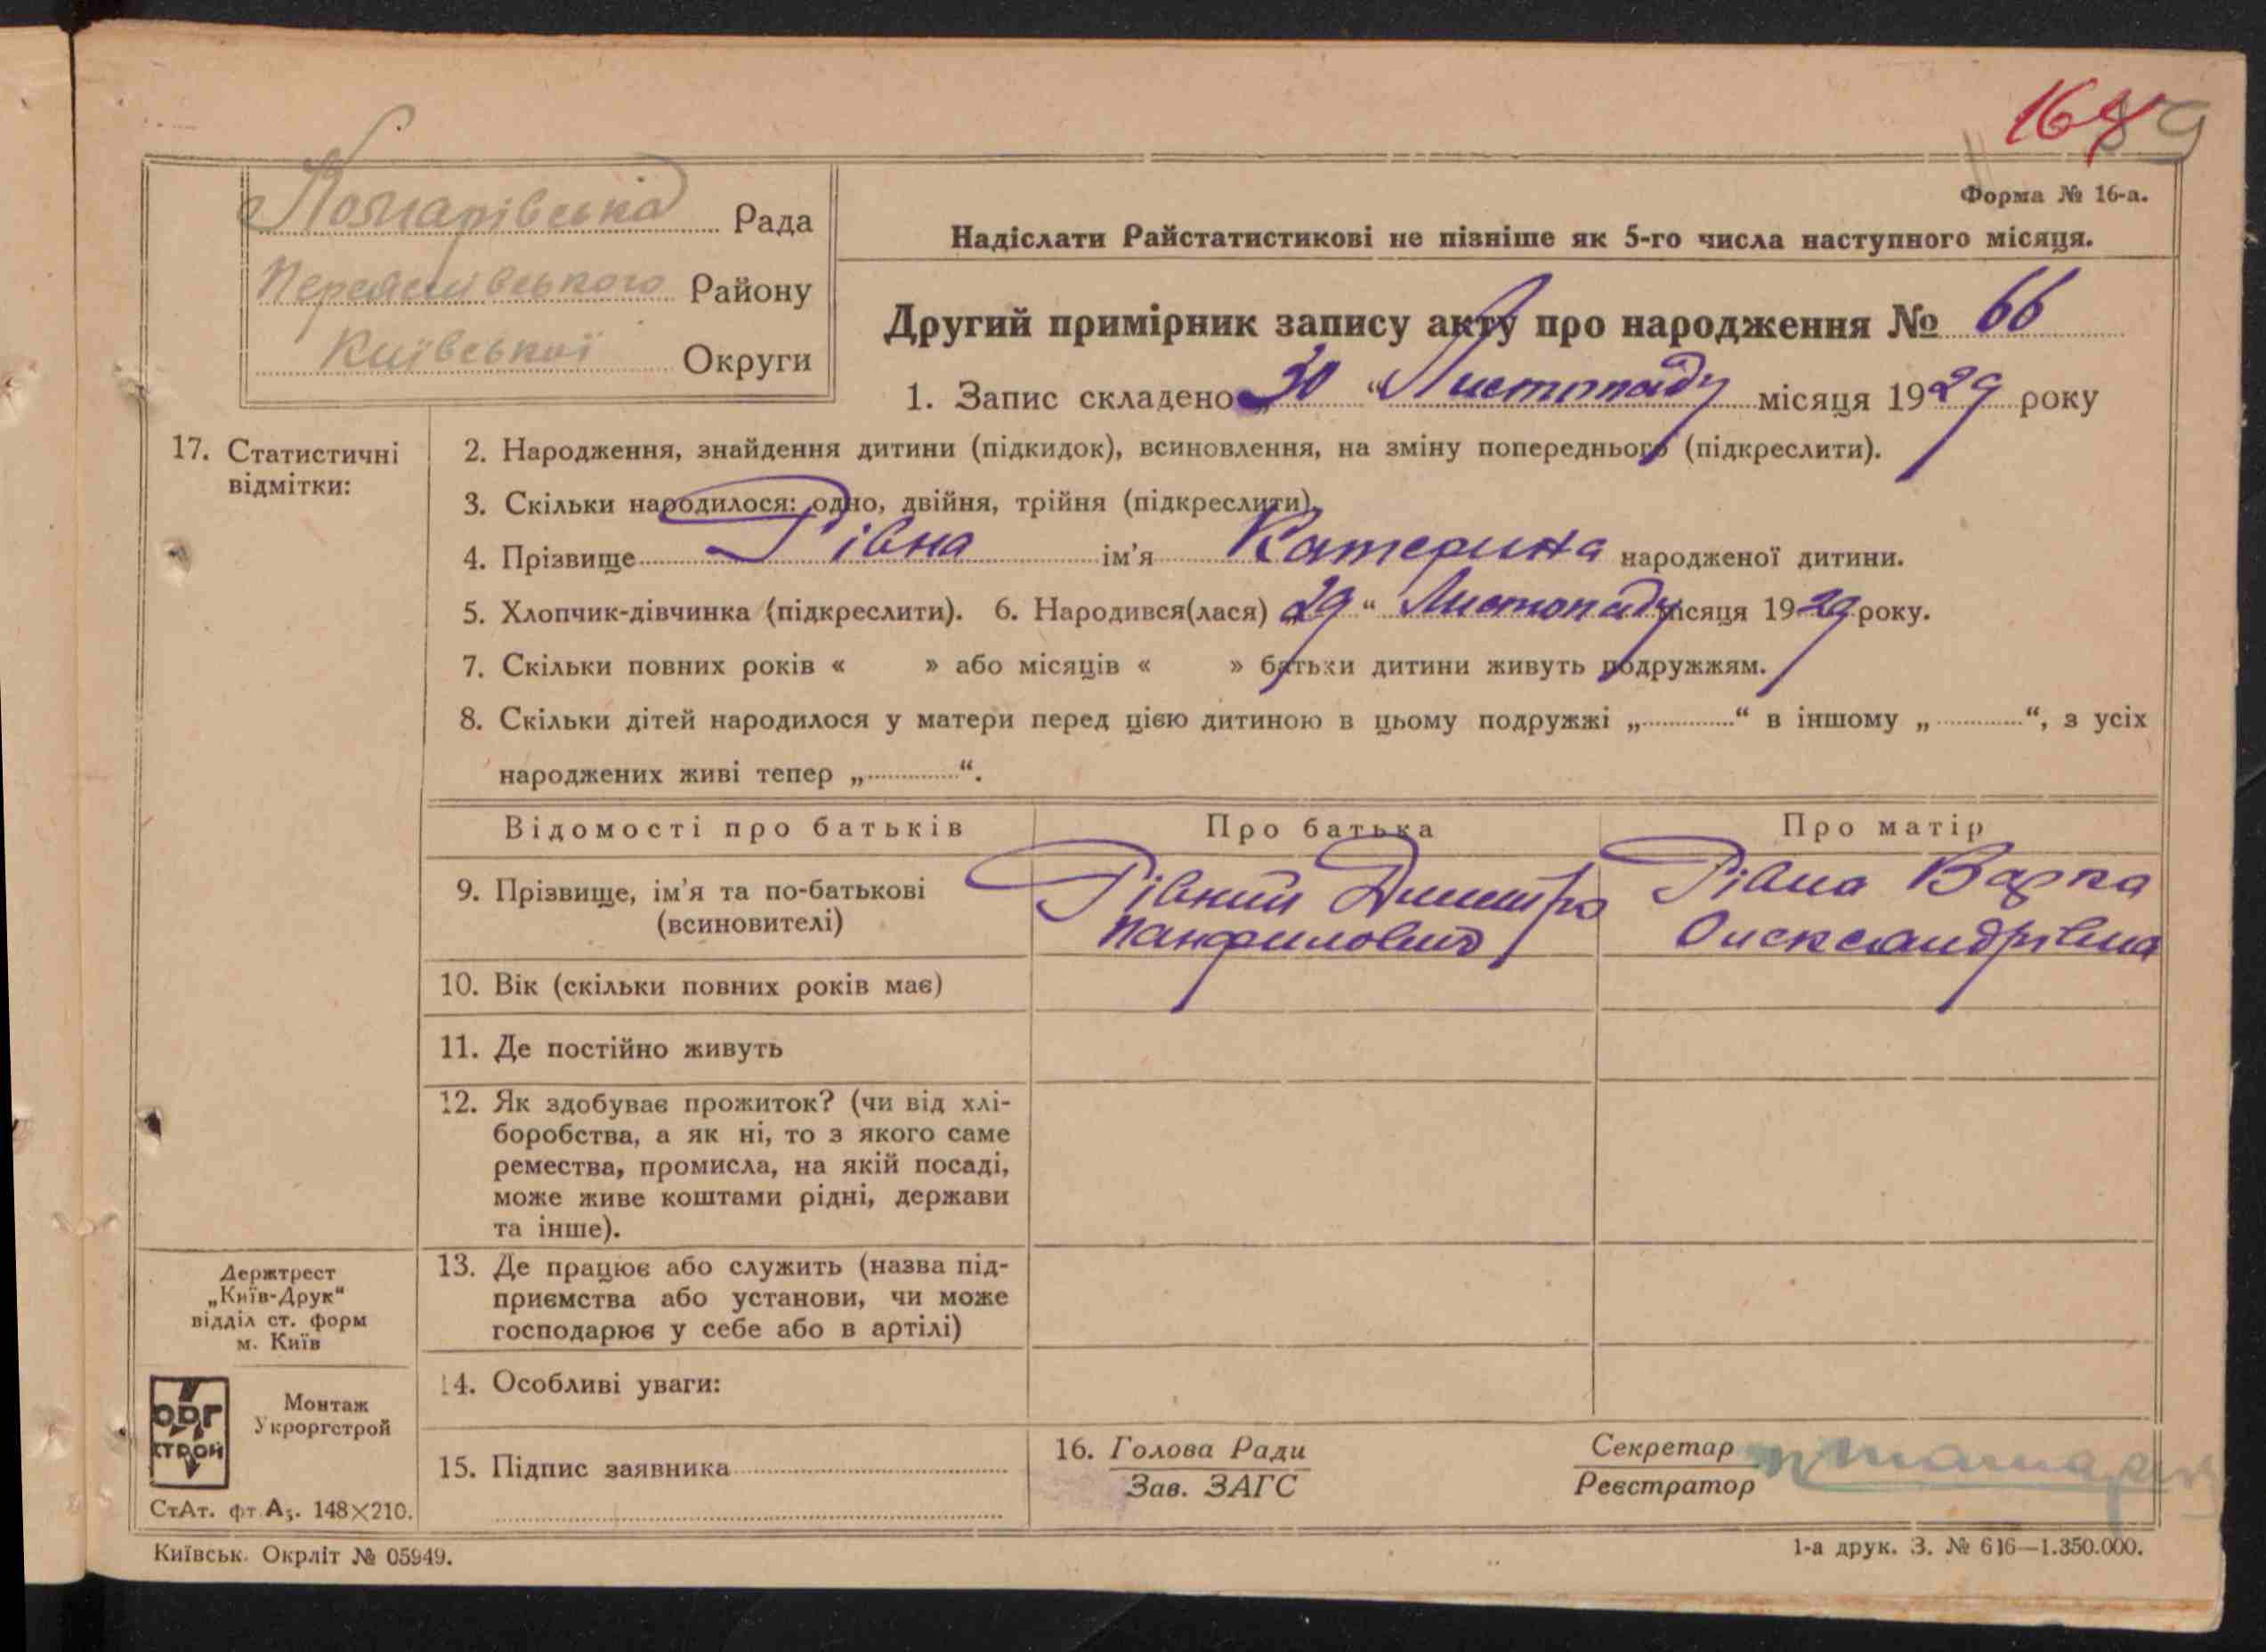 Форма № 16-а.
Рада
Переяславського Району
Київської Округи
Надіслати Райстатистикові не пізніше як 5-го числа наступного місяця.
Другий примірник запису акту про народження № 66
1. Запис складено „30“ Листопаду місяця 1929 року
17. Статистичні відмітки:
2. Народження, знайдення дитини (підкидок), всиновлення, на зміну попереднього (підкреслити).
3. Скільки народилося: одно, двійня, трійня (підкреслити).
4. Прізвище Рівна ім’я Катерина народженої дитини.
5. Хлопчик-дівчинка (підкреслити). 6. Народився(лася) „29“ Листопаду місяця 1929 року.
7. Скільки повних років « » або місяців « » батьки дитини живуть подружжям.
8. Скільки дітей народилося у матери перед цією дитиною в цьому подружжі „“ в іншому „“, з усіх
народжених живі тепер „“.
Відомості про батьків Про батька Про матір
9. Прізвище, ім’я та по-батькові
(всиновителі)
Рівний Дмитро
Панфилович
Рівна Варка
Олександрівна
10. Вік (скільки повних років має)
11. Де постійно живуть
12. Як здобуває прожиток? (чи від хлі-
боробства, а як ні, то з якого саме
ремества, промисла, на якій посаді,
може живе коштами рідні, держави
та інше).
13. Де працює або служить (назва під-
приємства або установи, чи може
господарює у себе або в артілі)
14. Особливі уваги:
15. Підпис заявника
16. Голова Ради
Зав. ЗАГС
Секретар
Реєстратор
Держтрест
„Київ-Друк“
відділ ст. форм
м. Київ
ОРГ
СТРОЙ
Монтаж
Укроргстрой
СтАт. фт А5. 148×210.
Київськ. Окрліт № 05949.
1-а друк. З. № 616—1.350.000.